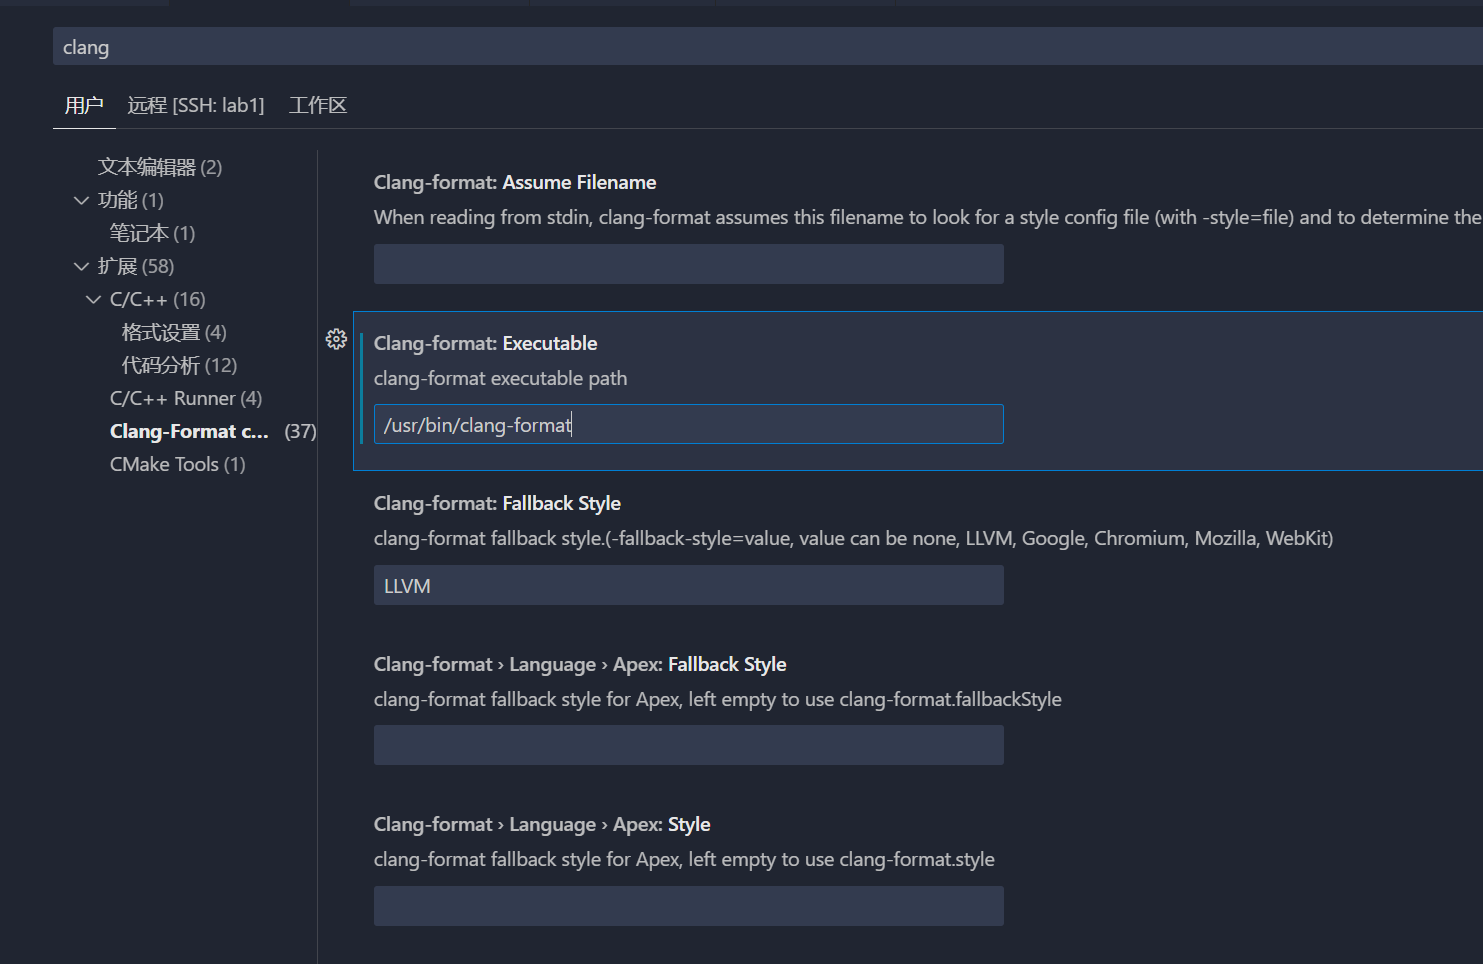 clang
用户 远程 [SSH: lab1] 工作区
文本编辑器 (2)
功能 (1)
笔记本 (1)
扩展 (58)
C/C++ (16)
格式设置 (4)
代码分析 (12)
C/C++ Runner (4)
Clang-Format c... (37)
CMake Tools (1)
Clang-format: Assume Filename
When reading from stdin, clang-format assumes this filename to look for a style config file (with -style=file) and to determine the
Clang-format: Executable
clang-format executable path
/usr/bin/clang-format
Clang-format: Fallback Style
clang-format fallback style.(-fallback-style=value, value can be none, LLVM, Google, Chromium, Mozilla, WebKit)
LLVM
Clang-format › Language › Apex: Fallback Style
clang-format fallback style for Apex, left empty to use clang-format.fallbackStyle
Clang-format › Language › Apex: Style
clang-format fallback style for Apex, left empty to use clang-format.style